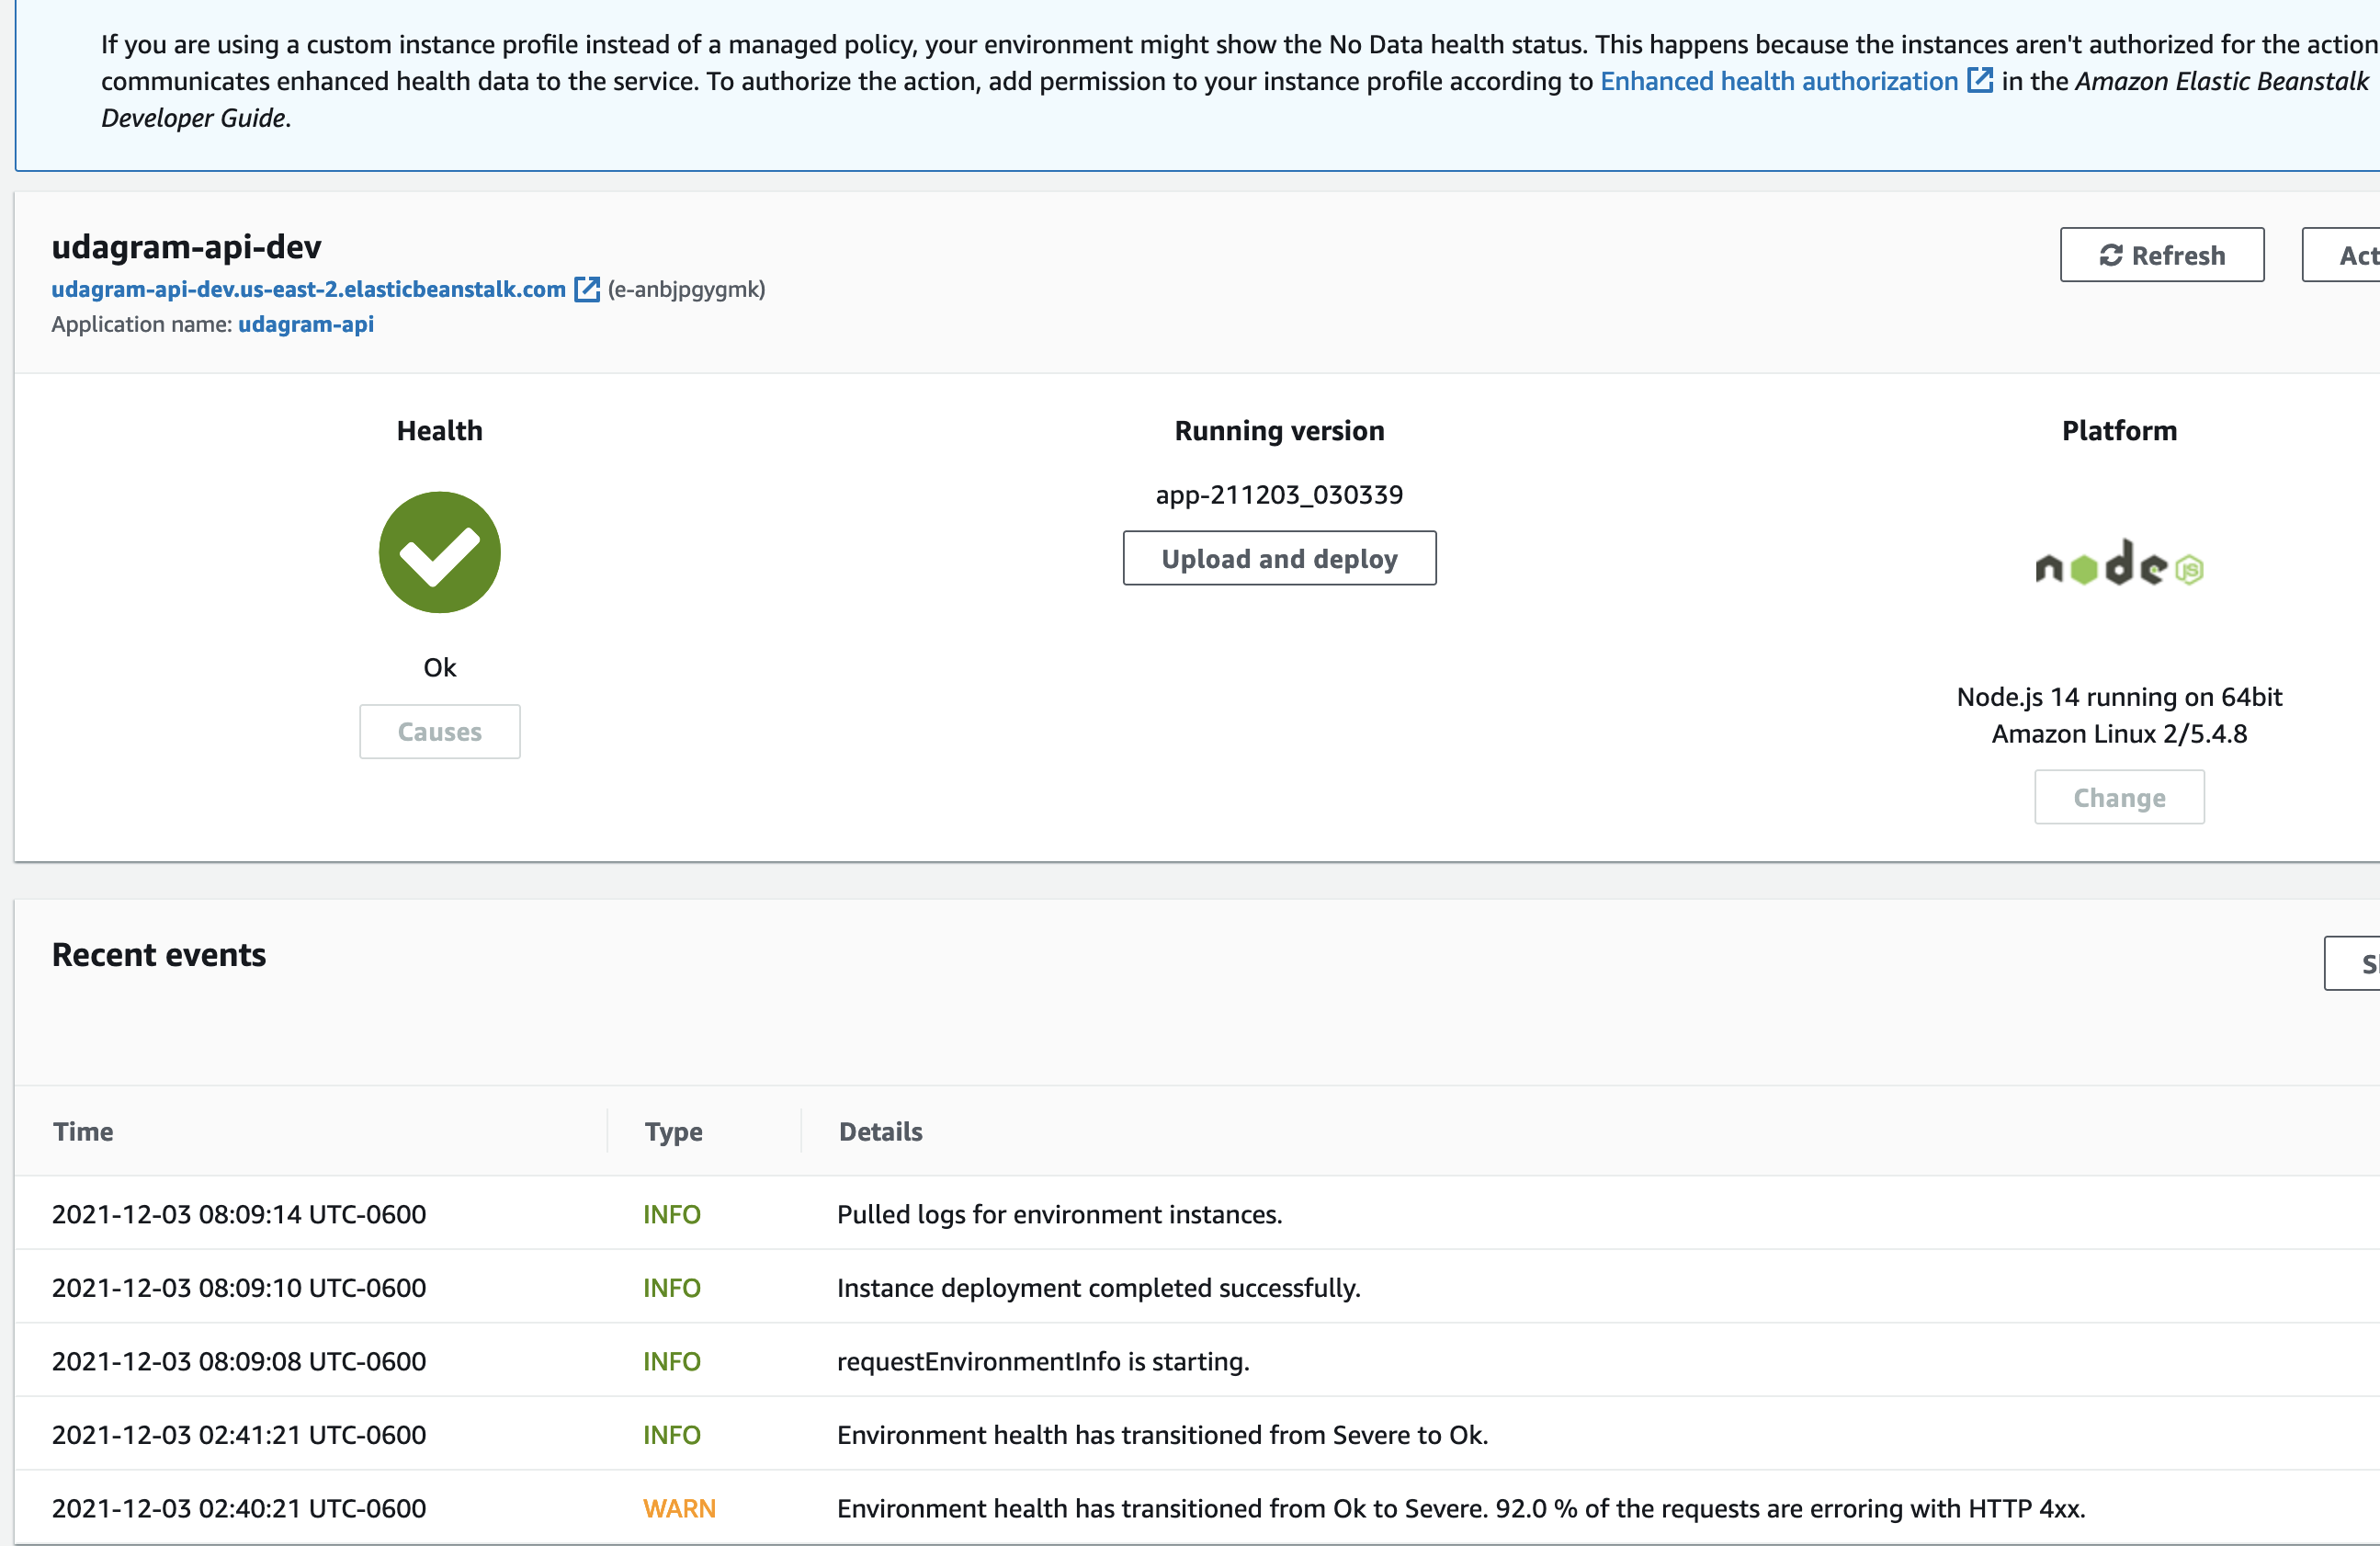 If you are using a custom instance profile instead of a managed policy, your environment might show the No Data health status. This happens because the instances aren't authorized for the action
communicates enhanced health data to the service. To authorize the action, add permission to your instance profile according to Enhanced health authorization in the Amazon Elastic Beanstalk
Developer Guide.
udagram-api-dev
Refresh
Act
udagram-api-dev.us-east-2.elasticbeanstalk.com (e-anbjpgygmk)
Application name: udagram-api
Health
Running version
Platform
app-211203_030339
Upload and deploy
node JS
Ok
Node.js 14 running on 64bit
Amazon Linux 2/5.4.8
Causes
Change
Recent events
Time Type Details
2021-12-03 08:09:14 UTC-0600 INFO Pulled logs for environment instances.
2021-12-03 08:09:10 UTC-0600 INFO Instance deployment completed successfully.
2021-12-03 08:09:08 UTC-0600 INFO requestEnvironmentInfo is starting.
2021-12-03 02:41:21 UTC-0600 INFO Environment health has transitioned from Severe to Ok.
2021-12-03 02:40:21 UTC-0600 WARN Environment health has transitioned from Ok to Severe. 92.0 % of the requests are erroring with HTTP 4xx.